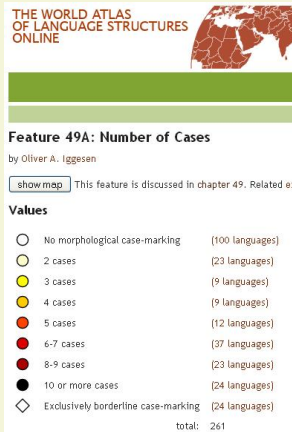 THE WORLD ATLAS
OF LANGUAGE STRUCTURES
ONLINE
Feature 49A: Number of Cases
by Oliver A. Iggesen
show map This feature is discussed in chapter 49. Related
Values
No morphological case-marking (100 languages)
2 cases (23 languages)
3 cases (9 languages)
4 cases (9 languages)
5 cases (12 languages)
6-7 cases (37 languages)
8-9 cases (23 languages)
10 or more cases (24 languages)
Exclusively borderline case-marking (24 languages)
total: 261